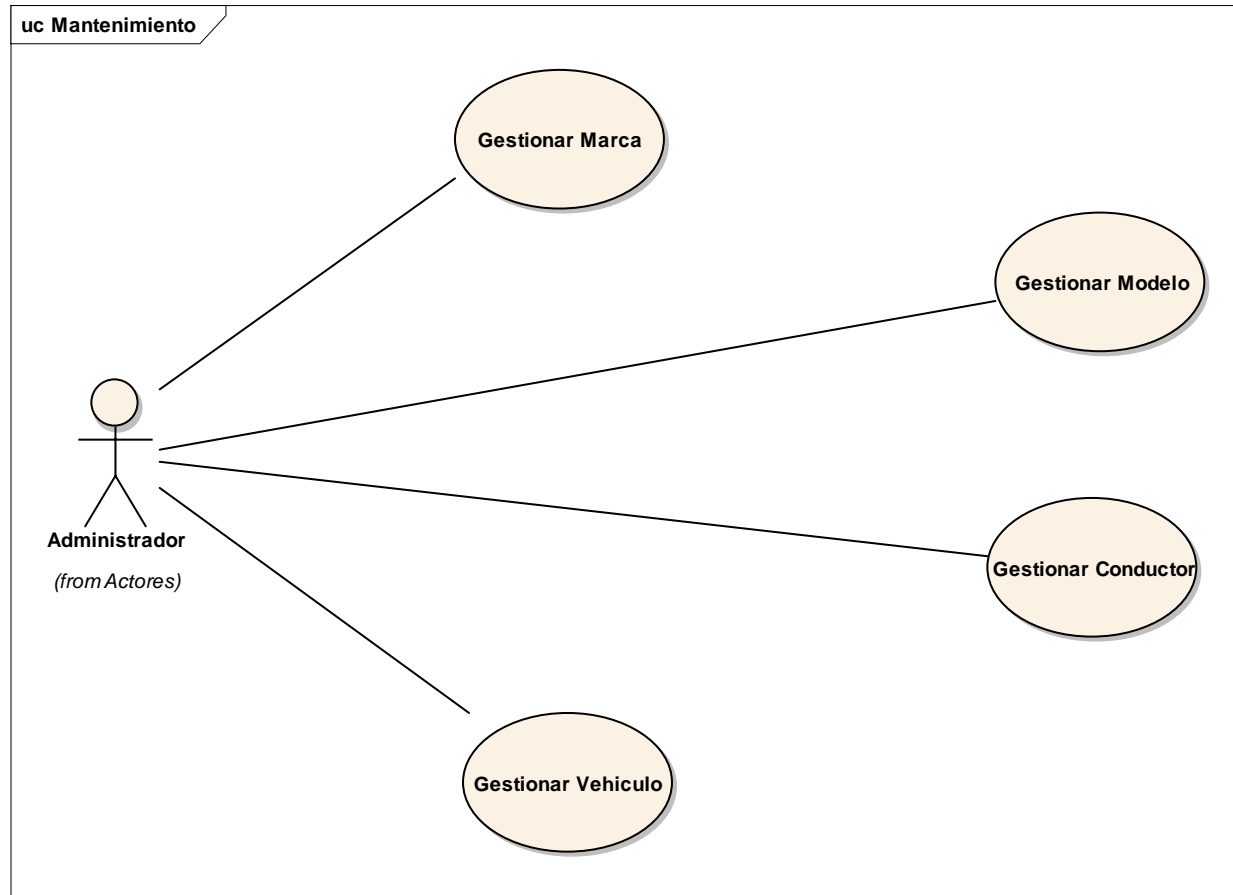 uc Mantenimiento
Gestionar Marca
Gestionar Modelo
Administrador
(from Actores)
Gestionar Conductor
Gestionar Vehiculo